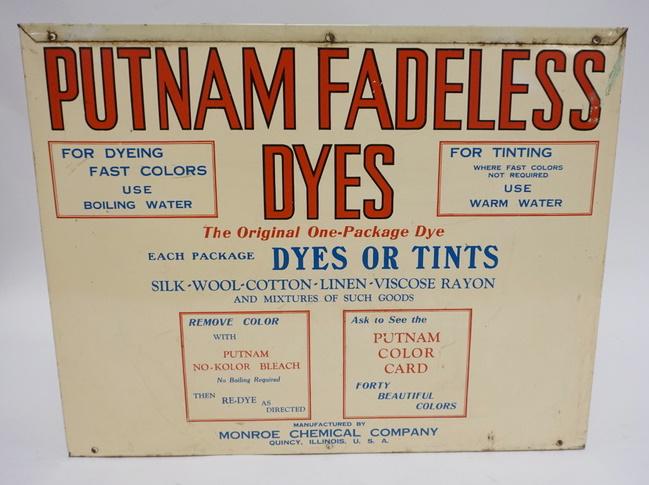 PUTNAM FADELESS
DYES
FOR DYEING
FAST COLORS
USE
BOILING WATER
FOR TINTING
WHERE FAST COLORS
NOT REQUIRED
USE
WARM WATER
The Original One-Package Dye
EACH PACKAGE DYES OR TINTS
SILK-WOOL-COTTON-LINEN-VISCOSE RAYON
AND MIXTURES OF SUCH GOODS
REMOVE COLOR
WITH
PUTNAM
NO-KOLOR BLEACH
No Boiling Required
THEN RE-DYE AS
DIRECTED
Ask to See the
PUTNAM
COLOR
CARD
FORTY
BEAUTIFUL
COLORS
MANUFACTURED BY
MONROE CHEMICAL COMPANY
QUINCY, ILLINOIS, U. S. A.